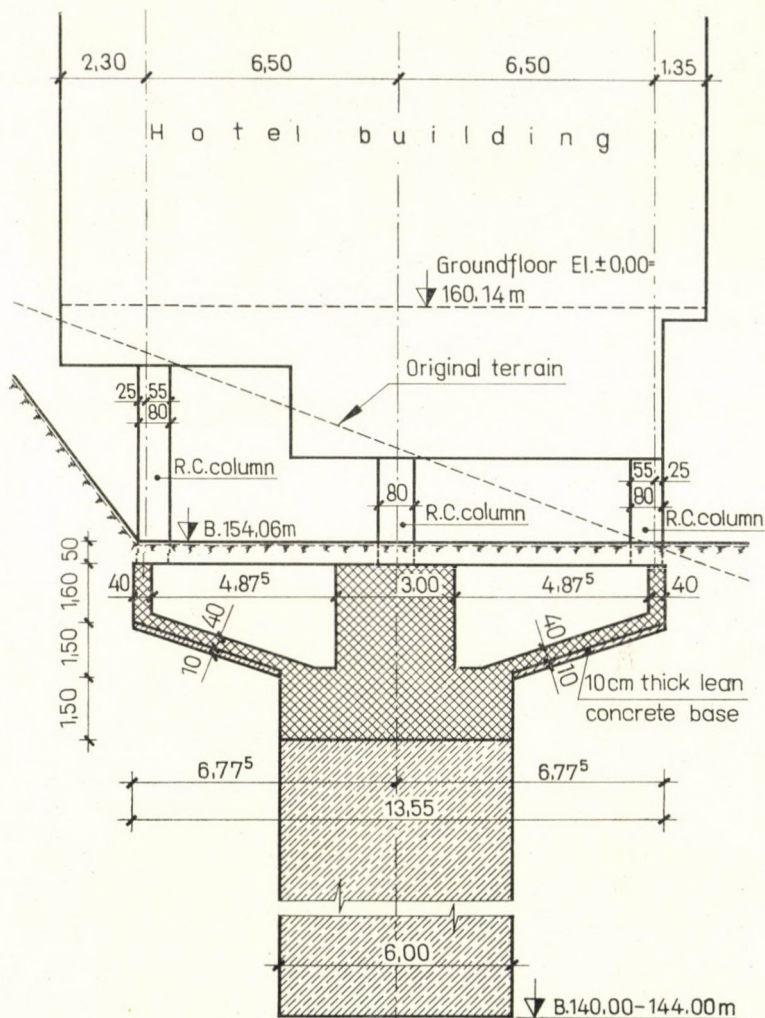 2,30 6,50 6,50 1,35
Hotel building
Groundfloor El.±0,00=
160,14 m
Original terrain
25 55
80
R.C.column
80
R.C.column
55 25
80
R.C.column
B.154,06m
50
1,60
1,50
1,50
40 4,87⁵ 3,00 4,87⁵ 40
40
10
40
10
10cm thick lean
concrete base
6,77⁵ 6,77⁵
13,55
6,00
B.140,00-144,00m